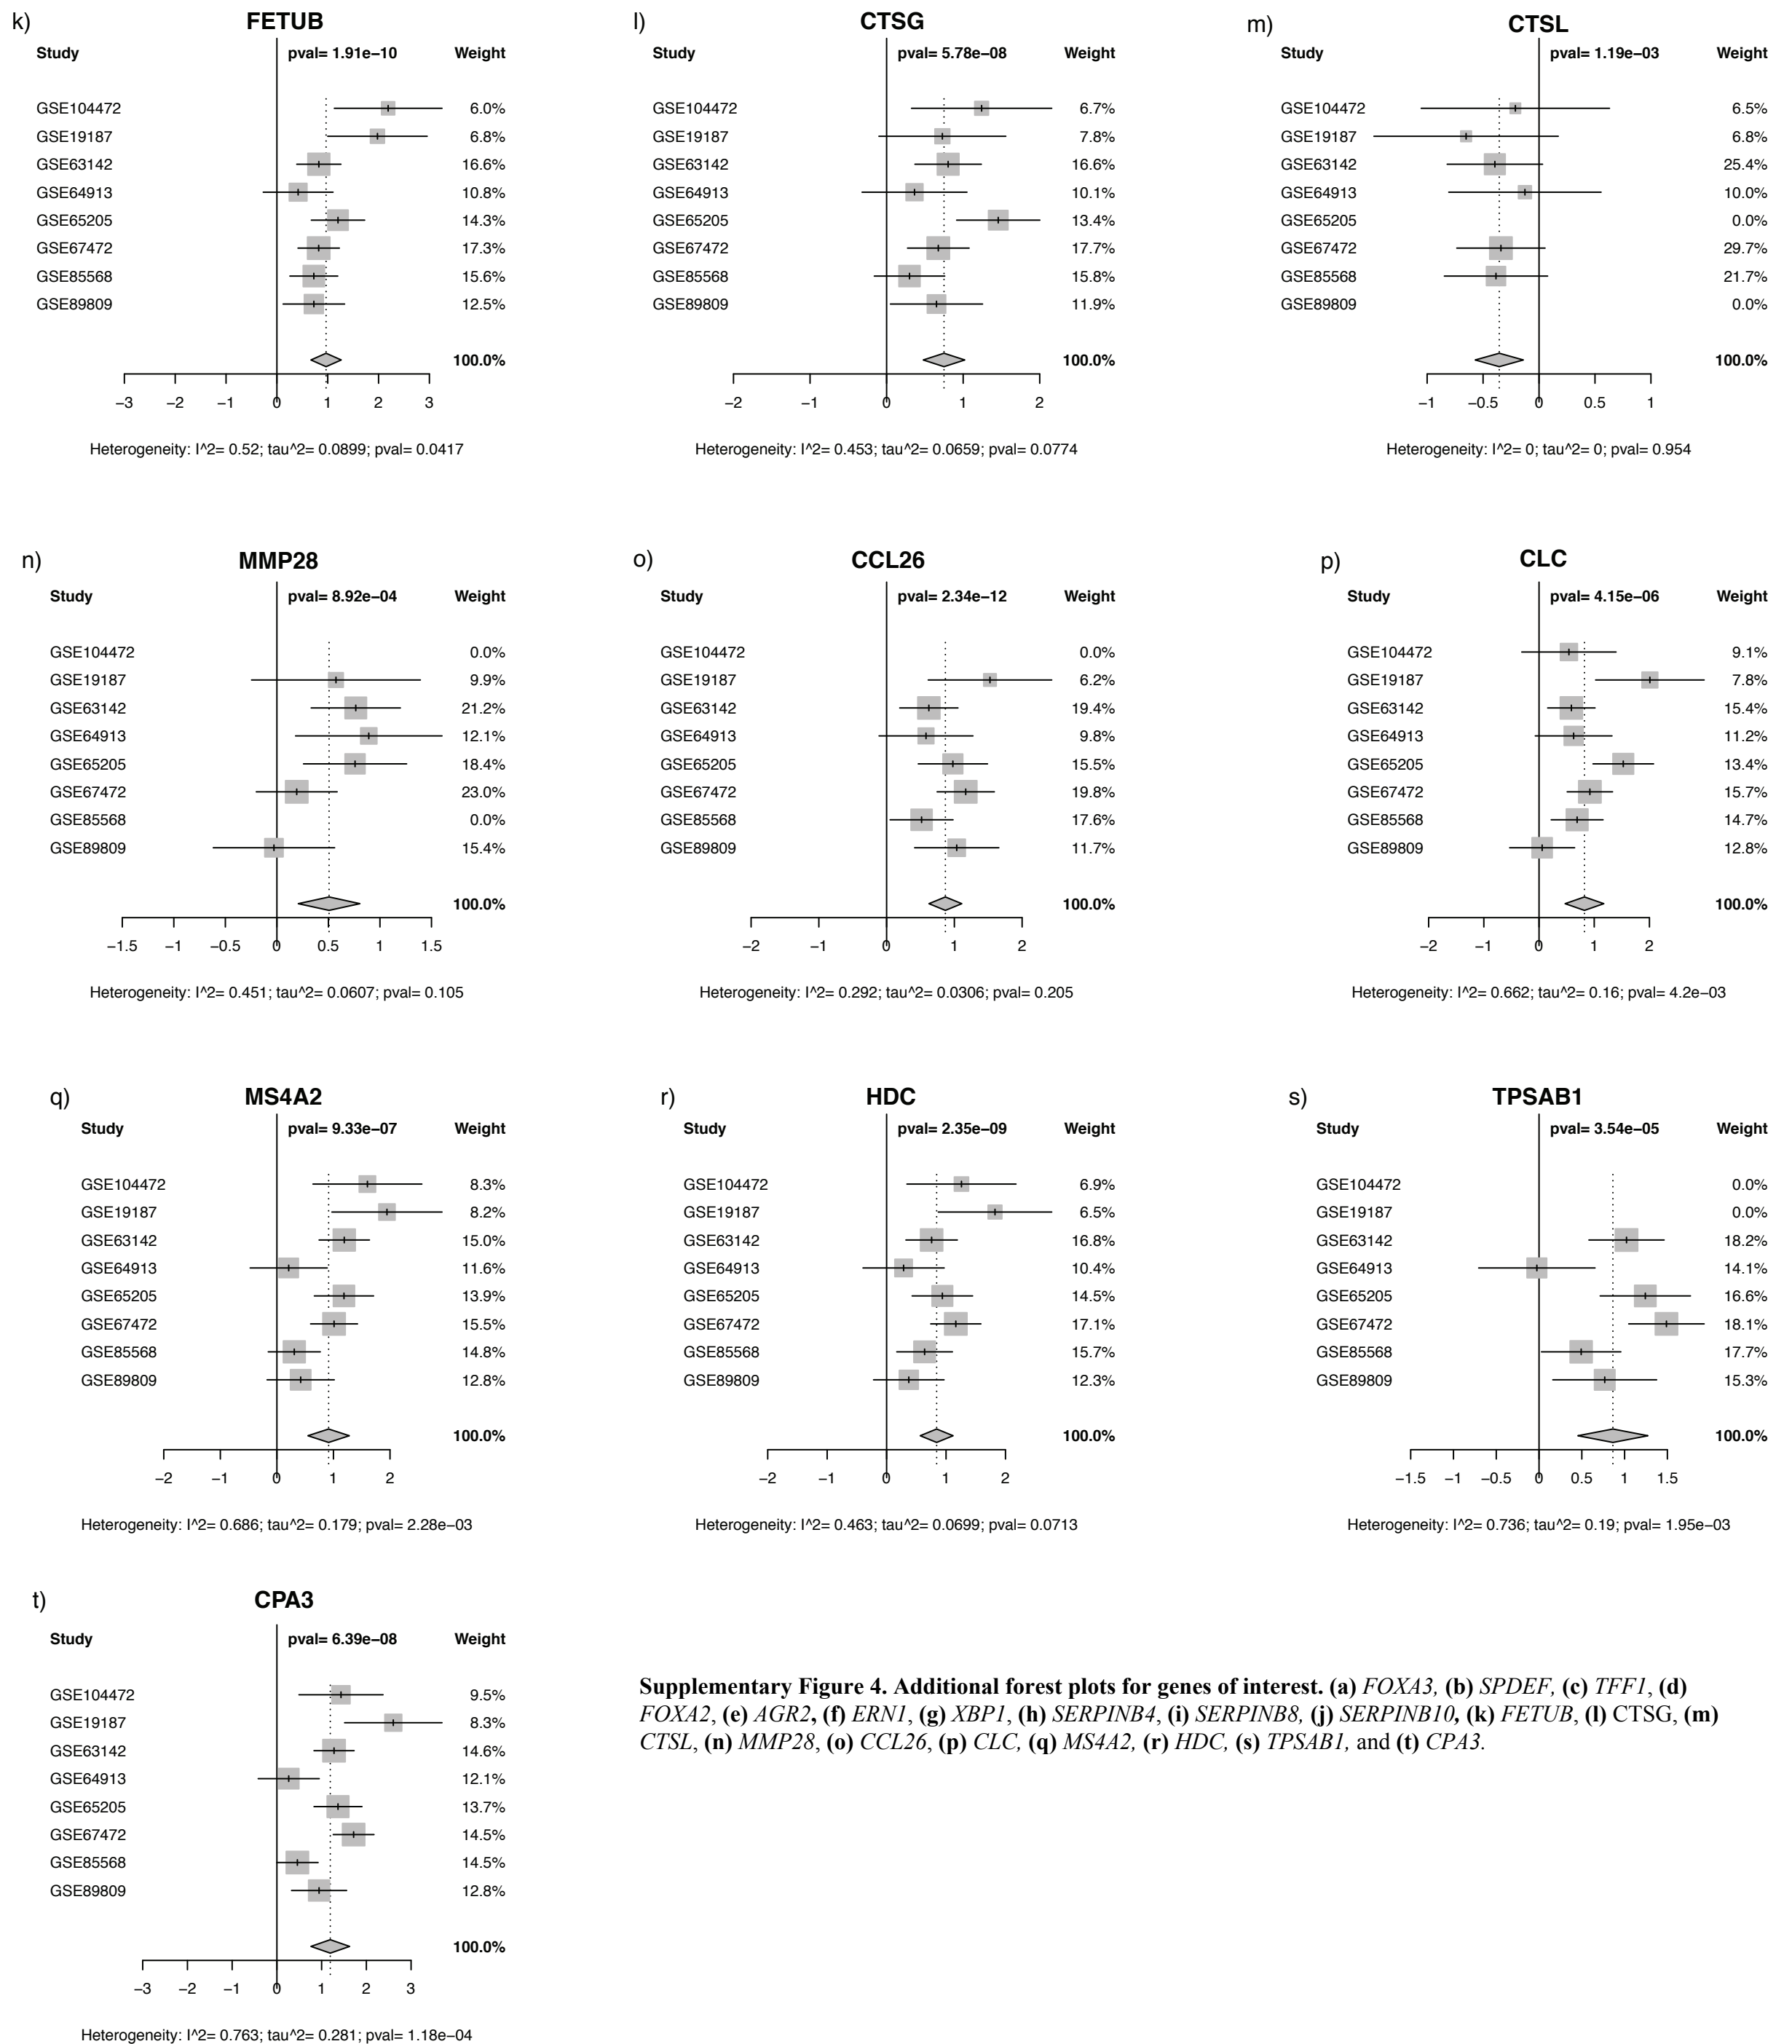 k)
FETUB
Study pval= 1.91e−10 Weight
GSE104472 6.0%
GSE19187 6.8%
GSE63142 16.6%
GSE64913 10.8%
GSE65205 14.3%
GSE67472 17.3%
GSE85568 15.6%
GSE89809 12.5%
100.0%
−3 −2 −1 0 1 2 3
Heterogeneity: I^2= 0.52; tau^2= 0.0899; pval= 0.0417
l)
CTSG
Study pval= 5.78e−08 Weight
GSE104472 6.7%
GSE19187 7.8%
GSE63142 16.6%
GSE64913 10.1%
GSE65205 13.4%
GSE67472 17.7%
GSE85568 15.8%
GSE89809 11.9%
100.0%
−2 −1 0 1 2
Heterogeneity: I^2= 0.453; tau^2= 0.0659; pval= 0.0774
m)
CTSL
Study pval= 1.19e−03 Weight
GSE104472 6.5%
GSE19187 6.8%
GSE63142 25.4%
GSE64913 10.0%
GSE65205 0.0%
GSE67472 29.7%
GSE85568 21.7%
GSE89809 0.0%
100.0%
−1 −0.5 0 0.5 1
Heterogeneity: I^2= 0; tau^2= 0; pval= 0.954
n)
MMP28
Study pval= 8.92e−04 Weight
GSE104472 0.0%
GSE19187 9.9%
GSE63142 21.2%
GSE64913 12.1%
GSE65205 18.4%
GSE67472 23.0%
GSE85568 0.0%
GSE89809 15.4%
100.0%
−1.5 −1 −0.5 0 0.5 1 1.5
Heterogeneity: I^2= 0.451; tau^2= 0.0607; pval= 0.105
o)
CCL26
Study pval= 2.34e−12 Weight
GSE104472 0.0%
GSE19187 6.2%
GSE63142 19.4%
GSE64913 9.8%
GSE65205 15.5%
GSE67472 19.8%
GSE85568 17.6%
GSE89809 11.7%
100.0%
−2 −1 0 1 2
Heterogeneity: I^2= 0.292; tau^2= 0.0306; pval= 0.205
p)
CLC
Study pval= 4.15e−06 Weight
GSE104472 9.1%
GSE19187 7.8%
GSE63142 15.4%
GSE64913 11.2%
GSE65205 13.4%
GSE67472 15.7%
GSE85568 14.7%
GSE89809 12.8%
100.0%
−2 −1 0 1 2
Heterogeneity: I^2= 0.662; tau^2= 0.16; pval= 4.2e−03
q)
MS4A2
Study pval= 9.33e−07 Weight
GSE104472 8.3%
GSE19187 8.2%
GSE63142 15.0%
GSE64913 11.6%
GSE65205 13.9%
GSE67472 15.5%
GSE85568 14.8%
GSE89809 12.8%
100.0%
−2 −1 0 1 2
Heterogeneity: I^2= 0.686; tau^2= 0.179; pval= 2.28e−03
r)
HDC
Study pval= 2.35e−09 Weight
GSE104472 6.9%
GSE19187 6.5%
GSE63142 16.8%
GSE64913 10.4%
GSE65205 14.5%
GSE67472 17.1%
GSE85568 15.7%
GSE89809 12.3%
100.0%
−2 −1 0 1 2
Heterogeneity: I^2= 0.463; tau^2= 0.0699; pval= 0.0713
s)
TPSAB1
Study pval= 3.54e−05 Weight
GSE104472 0.0%
GSE19187 0.0%
GSE63142 18.2%
GSE64913 14.1%
GSE65205 16.6%
GSE67472 18.1%
GSE85568 17.7%
GSE89809 15.3%
100.0%
−1.5 −1 −0.5 0 0.5 1 1.5
Heterogeneity: I^2= 0.736; tau^2= 0.19; pval= 1.95e−03
t)
CPA3
Study pval= 6.39e−08 Weight
GSE104472 9.5%
GSE19187 8.3%
GSE63142 14.6%
GSE64913 12.1%
GSE65205 13.7%
GSE67472 14.5%
GSE85568 14.5%
GSE89809 12.8%
100.0%
−3 −2 −1 0 1 2 3
Heterogeneity: I^2= 0.763; tau^2= 0.281; pval= 1.18e−04
Supplementary Figure 4. Additional forest plots for genes of interest. (a) FOXA3, (b) SPDEF, (c) TFF1, (d)
FOXA2, (e) AGR2, (f) ERN1, (g) XBP1, (h) SERPINB4, (i) SERPINB8, (j) SERPINB10, (k) FETUB, (l) CTSG, (m)
CTSL, (n) MMP28, (o) CCL26, (p) CLC, (q) MS4A2, (r) HDC, (s) TPSAB1, and (t) CPA3.